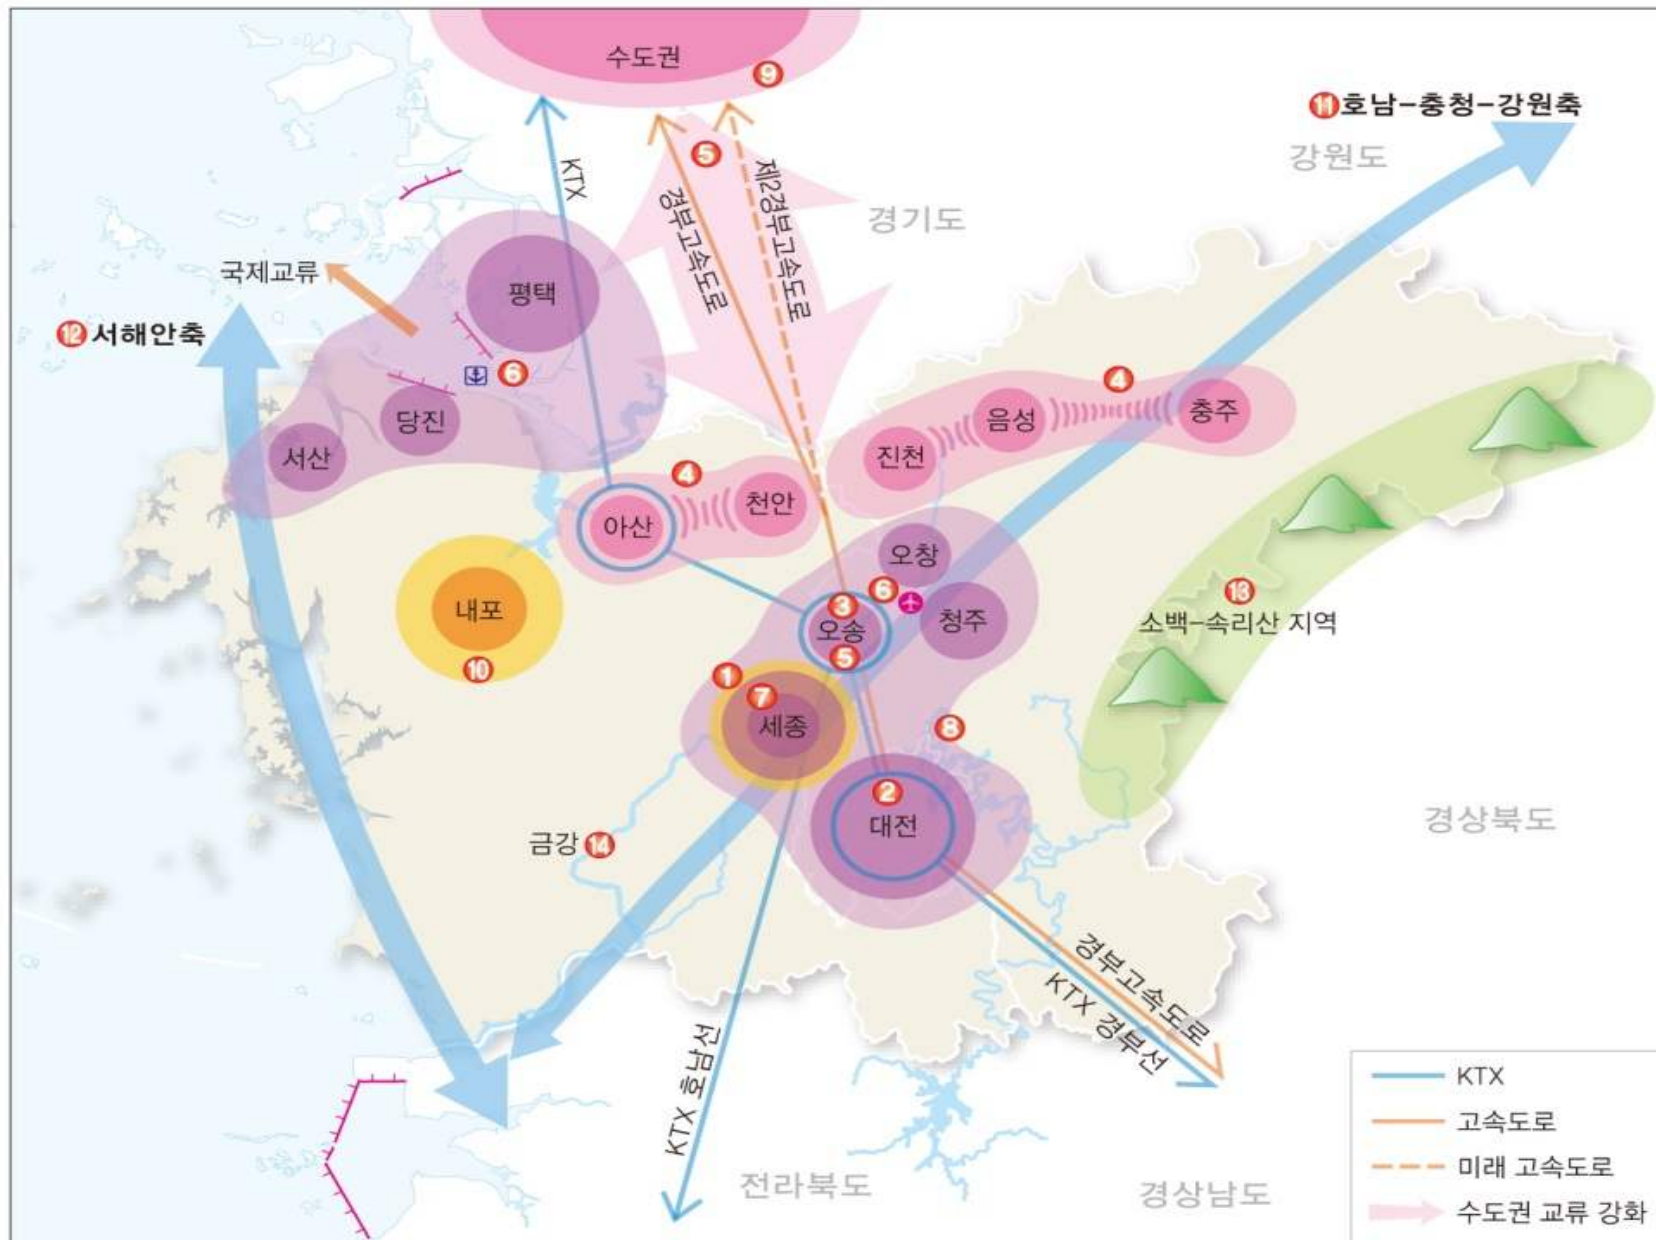 수도권
⑨
⑪호남-충청-강원축
강원도
⑤
KTX
경부고속도로
제2경부고속도로
경기도
국제교류
평택
⑫서해안축
⑥
④
당진
음성
충주
서산
진천
④
천안
아산
오창
⑬
소백-속리산 지역
내포
⑩
③
⑥
오송
⑤
청주
①
⑦
세종
⑧
②
대전
경상북도
금강⑭
경부고속도로
KTX 경부선
KTX 호남선
전라북도
경상남도
KTX
고속도로
미래 고속도로
수도권 교류 강화